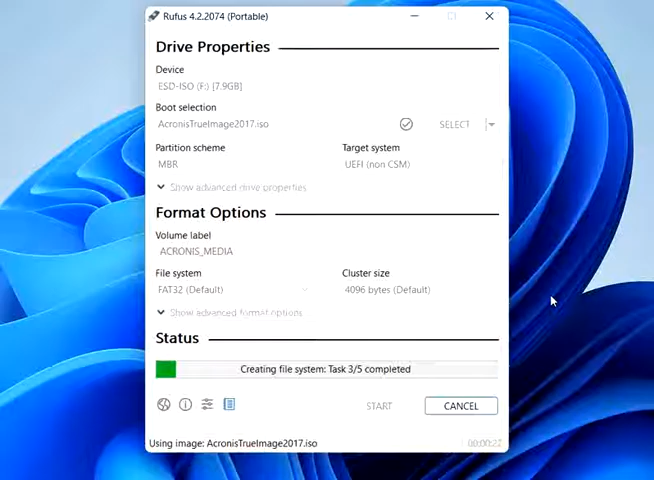 Rufus 4.2.2074 (Portable)
Drive Properties
Device
ESD-ISO (F:) [7.9GB]
Boot selection
AcronisTrueImage2017.iso
SELECT
Partition scheme
Target system
MBR
UEFI (non CSM)
Show advanced drive properties
Format Options
Volume label
ACRONIS_MEDIA
File system
Cluster size
FAT32 (Default)
4096 bytes (Default)
Show advanced format options
Status
Creating file system: Task 3/5 completed
START
CANCEL
Using image: AcronisTrueImage2017.iso